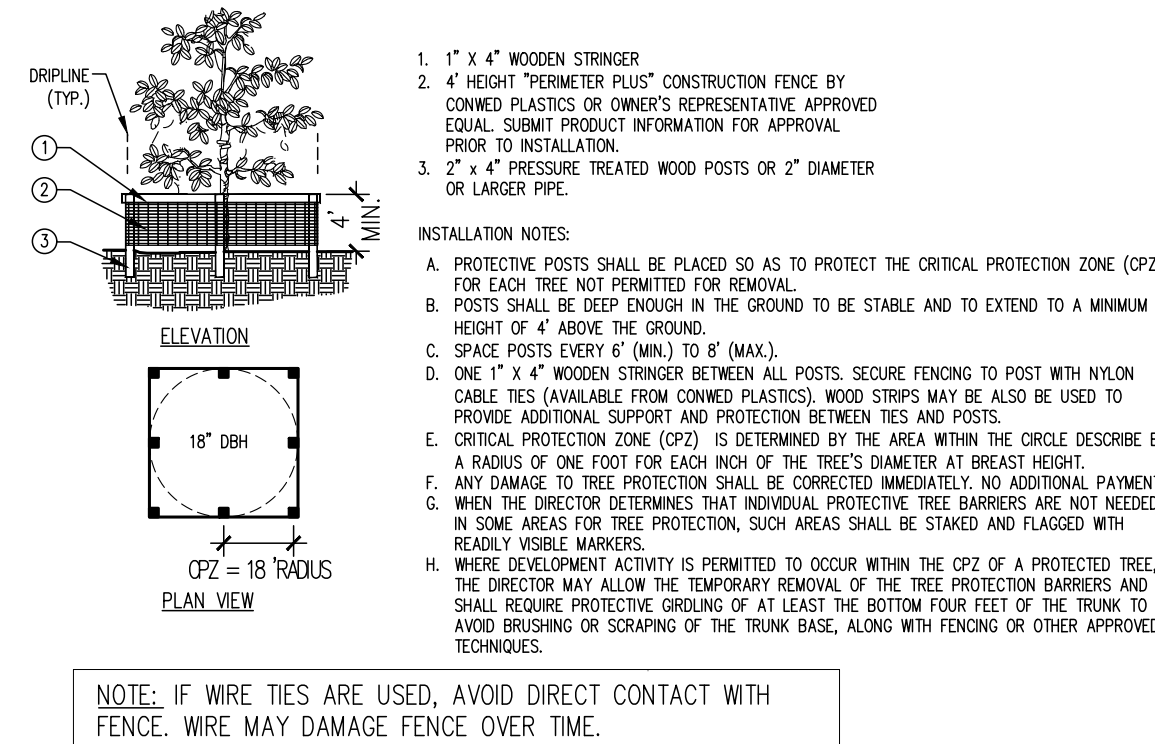 DRIPLINE
(TYP.)
1
2
3
4'
MIN.
ELEVATION
18" DBH
CPZ = 18 'RADIUS
PLAN VIEW
1. 1" X 4" WOODEN STRINGER
2. 4' HEIGHT "PERIMETER PLUS" CONSTRUCTION FENCE BY
CONWED PLASTICS OR OWNER'S REPRESENTATIVE APPROVED
EQUAL. SUBMIT PRODUCT INFORMATION FOR APPROVAL
PRIOR TO INSTALLATION.
3. 2" x 4" PRESSURE TREATED WOOD POSTS OR 2" DIAMETER
OR LARGER PIPE.
INSTALLATION NOTES:
A. PROTECTIVE POSTS SHALL BE PLACED SO AS TO PROTECT THE CRITICAL PROTECTION ZONE (CPZ
FOR EACH TREE NOT PERMITTED FOR REMOVAL.
B. POSTS SHALL BE DEEP ENOUGH IN THE GROUND TO BE STABLE AND TO EXTEND TO A MINIMUM
HEIGHT OF 4' ABOVE THE GROUND.
C. SPACE POSTS EVERY 6' (MIN.) TO 8' (MAX.).
D. ONE 1" X 4" WOODEN STRINGER BETWEEN ALL POSTS. SECURE FENCING TO POST WITH NYLON
CABLE TIES (AVAILABLE FROM CONWED PLASTICS). WOOD STRIPS MAY BE ALSO BE USED TO
PROVIDE ADDITIONAL SUPPORT AND PROTECTION BETWEEN TIES AND POSTS.
E. CRITICAL PROTECTION ZONE (CPZ) IS DETERMINED BY THE AREA WITHIN THE CIRCLE DESCRIBE
A RADIUS OF ONE FOOT FOR EACH INCH OF THE TREE'S DIAMETER AT BREAST HEIGHT.
F. ANY DAMAGE TO TREE PROTECTION SHALL BE CORRECTED IMMEDIATELY. NO ADDITIONAL PAYMENT
G. WHEN THE DIRECTOR DETERMINES THAT INDIVIDUAL PROTECTIVE TREE BARRIERS ARE NOT NEEDED
IN SOME AREAS FOR TREE PROTECTION, SUCH AREAS SHALL BE STAKED AND FLAGGED WITH
READILY VISIBLE MARKERS.
H. WHERE DEVELOPMENT ACTIVITY IS PERMITTED TO OCCUR WITHIN THE CPZ OF A PROTECTED TREE,
THE DIRECTOR MAY ALLOW THE TEMPORARY REMOVAL OF THE TREE PROTECTION BARRIERS AND
SHALL REQUIRE PROTECTIVE GIRDLING OF AT LEAST THE BOTTOM FOUR FEET OF THE TRUNK TO
AVOID BRUSHING OR SCRAPING OF THE TRUNK BASE, ALONG WITH FENCING OR OTHER APPROVED
TECHNIQUES.
NOTE: IF WIRE TIES ARE USED, AVOID DIRECT CONTACT WITH
FENCE. WIRE MAY DAMAGE FENCE OVER TIME.